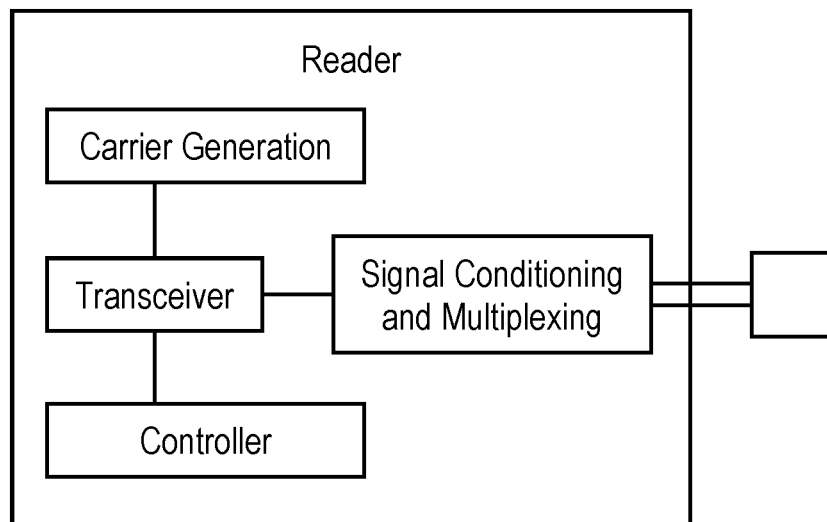 Reader
Carrier Generation
Transceiver
Signal Conditioning
and Multiplexing
Controller